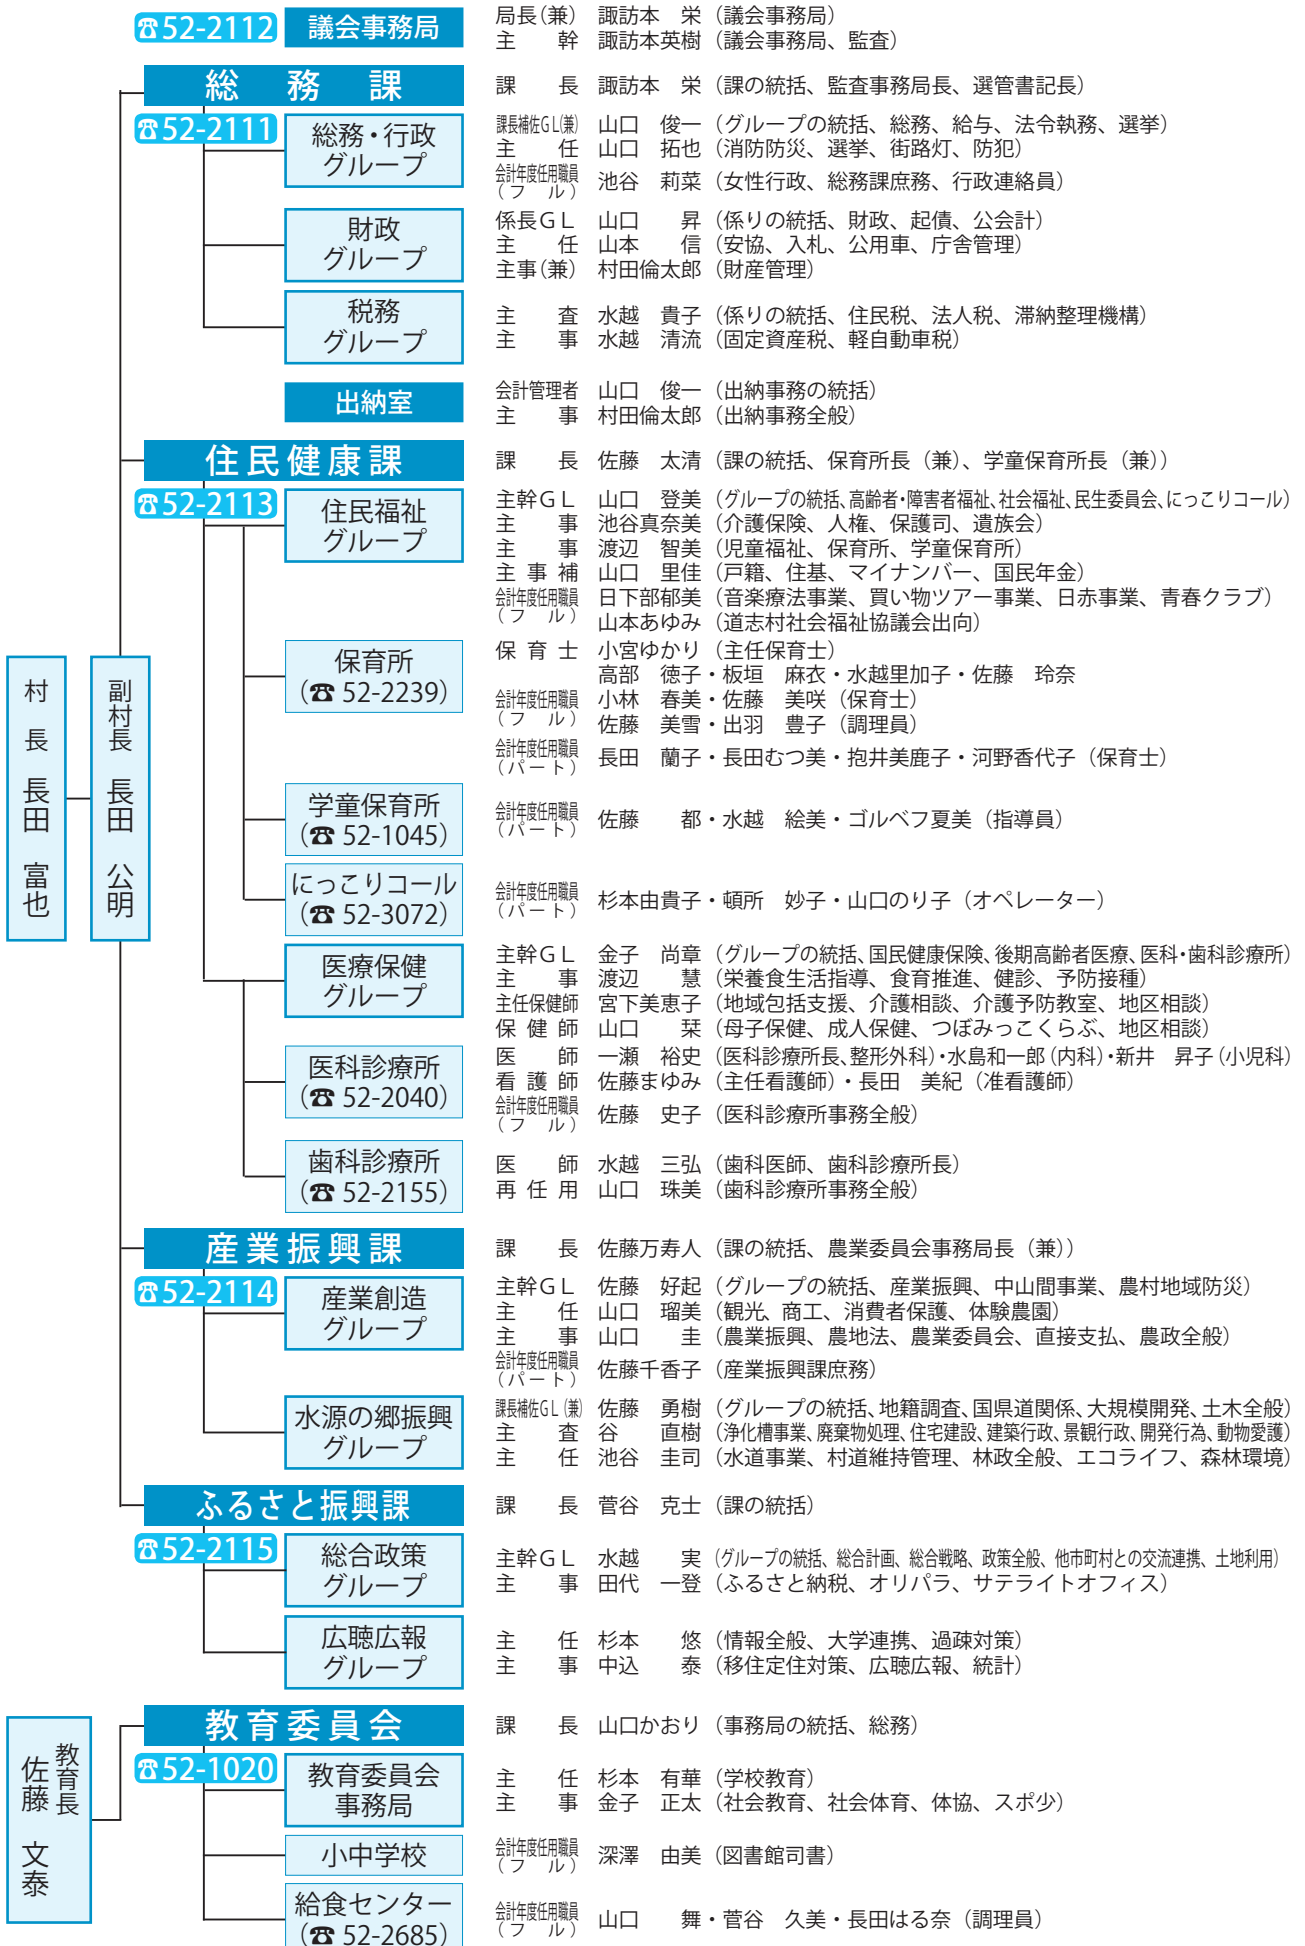 ☎52-2112 議会事務局 局長(兼) 諏訪本 栄(議会事務局)
主 幹 諏訪本英樹(議会事務局、監査)
総務課 課 長 諏訪本 栄(課の統括、監査事務局長、選管書記長)
☎52-2111
総務・行政
グループ
課長補佐GL(兼) 山口 俊一(グループの統括、総務、給与、法令執務、選挙)
主 任 山口 拓也(消防防災、選挙、街路灯、防犯)
会計年度任用職員
(フ ル) 池谷 莉菜(女性行政、総務課庶務、行政連絡員)
財政
グループ
係長GL 山口 昇(係りの統括、財政、起債、公会計)
主 任 山本 信(安協、入札、公用車、庁舎管理)
主事(兼) 村田倫太郎(財産管理)
税務
グループ
主 査 水越 貴子(係りの統括、住民税、法人税、滞納整理機構)
主 事 水越 清流(固定資産税、軽自動車税)
出納室
会計管理者 山口 俊一(出納事務の統括)
主 事 村田倫太郎(出納事務全般)
住民健康課 課 長 佐藤 太清(課の統括、保育所長(兼)、学童保育所長(兼))
☎52-2113
住民福祉
グループ
主幹GL 山口 登美(グループの統括、高齢者・障害者福祉、社会福祉、民生委員会、にっこりコール)
主 事 池谷真奈美(介護保険、人権、保護司、遺族会)
主 事 渡辺 智美(児童福祉、保育所、学童保育所)
主事補 山口 里佳(戸籍、住基、マイナンバー、国民年金)
会計年度任用職員
(フ ル) 日下部郁美(音楽療法事業、買い物ツアー事業、日赤事業、青春クラブ)
山本あゆみ(道志村社会福祉協議会出向)
保育所
(☎ 52-2239)
保育士 小宮ゆかり(主任保育士)
高部 徳子・板垣 麻衣・水越里加子・佐藤 玲奈
会計年度任用職員
(フ ル) 小林 春美・佐藤 美咲(保育士)
佐藤 美雪・出羽 豊子(調理員)
会計年度任用職員
(パート) 長田 蘭子・長田むつ美・抱井美鹿子・河野香代子(保育士)
村長 長田 富也
副村長 長田 公明
学童保育所
(☎ 52-1045)
会計年度任用職員
(パート) 佐藤 都・水越 絵美・ゴルベフ夏美(指導員)
にっこりコール
(☎ 52-3072)
会計年度任用職員
(パート) 杉本由貴子・頓所 妙子・山口のり子(オペレーター)
医療保健
グループ
主幹GL 金子 尚章(グループの統括、国民健康保険、後期高齢者医療、医科・歯科診療所)
主 事 渡辺 慧(栄養食生活指導、食育推進、健診、予防接種)
主任保健師 宮下美恵子(地域包括支援、介護相談、介護予防教室、地区相談)
保健師 山口 栞(母子保健、成人保健、つぼみっこくらぶ、地区相談)
医科診療所
(☎ 52-2040)
医 師 一瀬 裕史(医科診療所長、整形外科)・水島和一郎(内科)・新井 昇子(小児科)
看護師 佐藤まゆみ(主任看護師)・長田 美紀(准看護師)
会計年度任用職員
(フ ル) 佐藤 史子(医科診療所事務全般)
歯科診療所
(☎ 52-2155)
医 師 水越 三弘(歯科医師、歯科診療所長)
再任用 山口 珠美(歯科診療所事務全般)
産業振興課 課 長 佐藤万寿人(課の統括、農業委員会事務局長(兼))
☎52-2114
産業創造
グループ
主幹GL 佐藤 好起(グループの統括、産業振興、中山間事業、農村地域防災)
主 任 山口 瑠美(観光、商工、消費者保護、体験農園)
主 事 山口 圭(農業振興、農地法、農業委員会、直接支払、農政全般)
会計年度任用職員
(パート) 佐藤千香子(産業振興課庶務)
水源の郷振興
グループ
課長補佐GL(兼) 佐藤 勇樹(グループの統括、地籍調査、国県道関係、大規模開発、土木全般)
主 査 谷 直樹(浄化槽事業、廃棄物処理、住宅建設、建築行政、景観行政、開発行為、動物愛護)
主 任 池谷 圭司(水道事業、村道維持管理、林政全般、エコライフ、森林環境)
ふるさと振興課 課 長 菅谷 克士(課の統括)
☎52-2115
総合政策
グループ
主幹GL 水越 実(グループの統括、総合計画、総合戦略、政策全般、他市町村との交流連携、土地利用)
主 事 田代 一登(ふるさと納税、オリパラ、サテライトオフィス)
広聴広報
グループ
主 任 杉本 悠(情報全般、大学連携、過疎対策)
主 事 中込 泰(移住定住対策、広聴広報、統計)
教育長 佐藤 文泰
教育委員会 課 長 山口かおり(事務局の統括、総務)
☎52-1020
教育委員会
事務局
主 任 杉本 有華(学校教育)
主 事 金子 正太(社会教育、社会体育、体協、スポ少)
小中学校
会計年度任用職員
(フ ル) 深澤 由美(図書館司書)
給食センター
(☎ 52-2685)
会計年度任用職員
(フ ル) 山口 舞・菅谷 久美・長田はる奈(調理員)